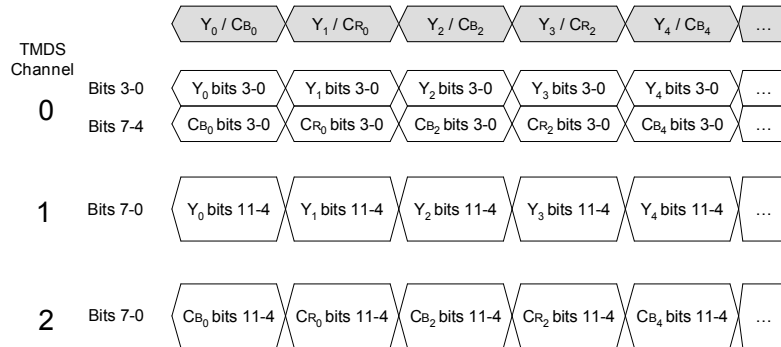 Y0 / CB0 Y1 / CR0 Y2 / CB2 Y3 / CR2 Y4 / CB4 ...
TMDS
Channel
0
Bits 3-0 Y0 bits 3-0 Y1 bits 3-0 Y2 bits 3-0 Y3 bits 3-0 Y4 bits 3-0 ...
Bits 7-4 CB0 bits 3-0 CR0 bits 3-0 CB2 bits 3-0 CR2 bits 3-0 CB4 bits 3-0 ...
1 Bits 7-0 Y0 bits 11-4 Y1 bits 11-4 Y2 bits 11-4 Y3 bits 11-4 Y4 bits 11-4 ...
2 Bits 7-0 CB0 bits 11-4 CR0 bits 11-4 CB2 bits 11-4 CR2 bits 11-4 CB4 bits 11-4 ...